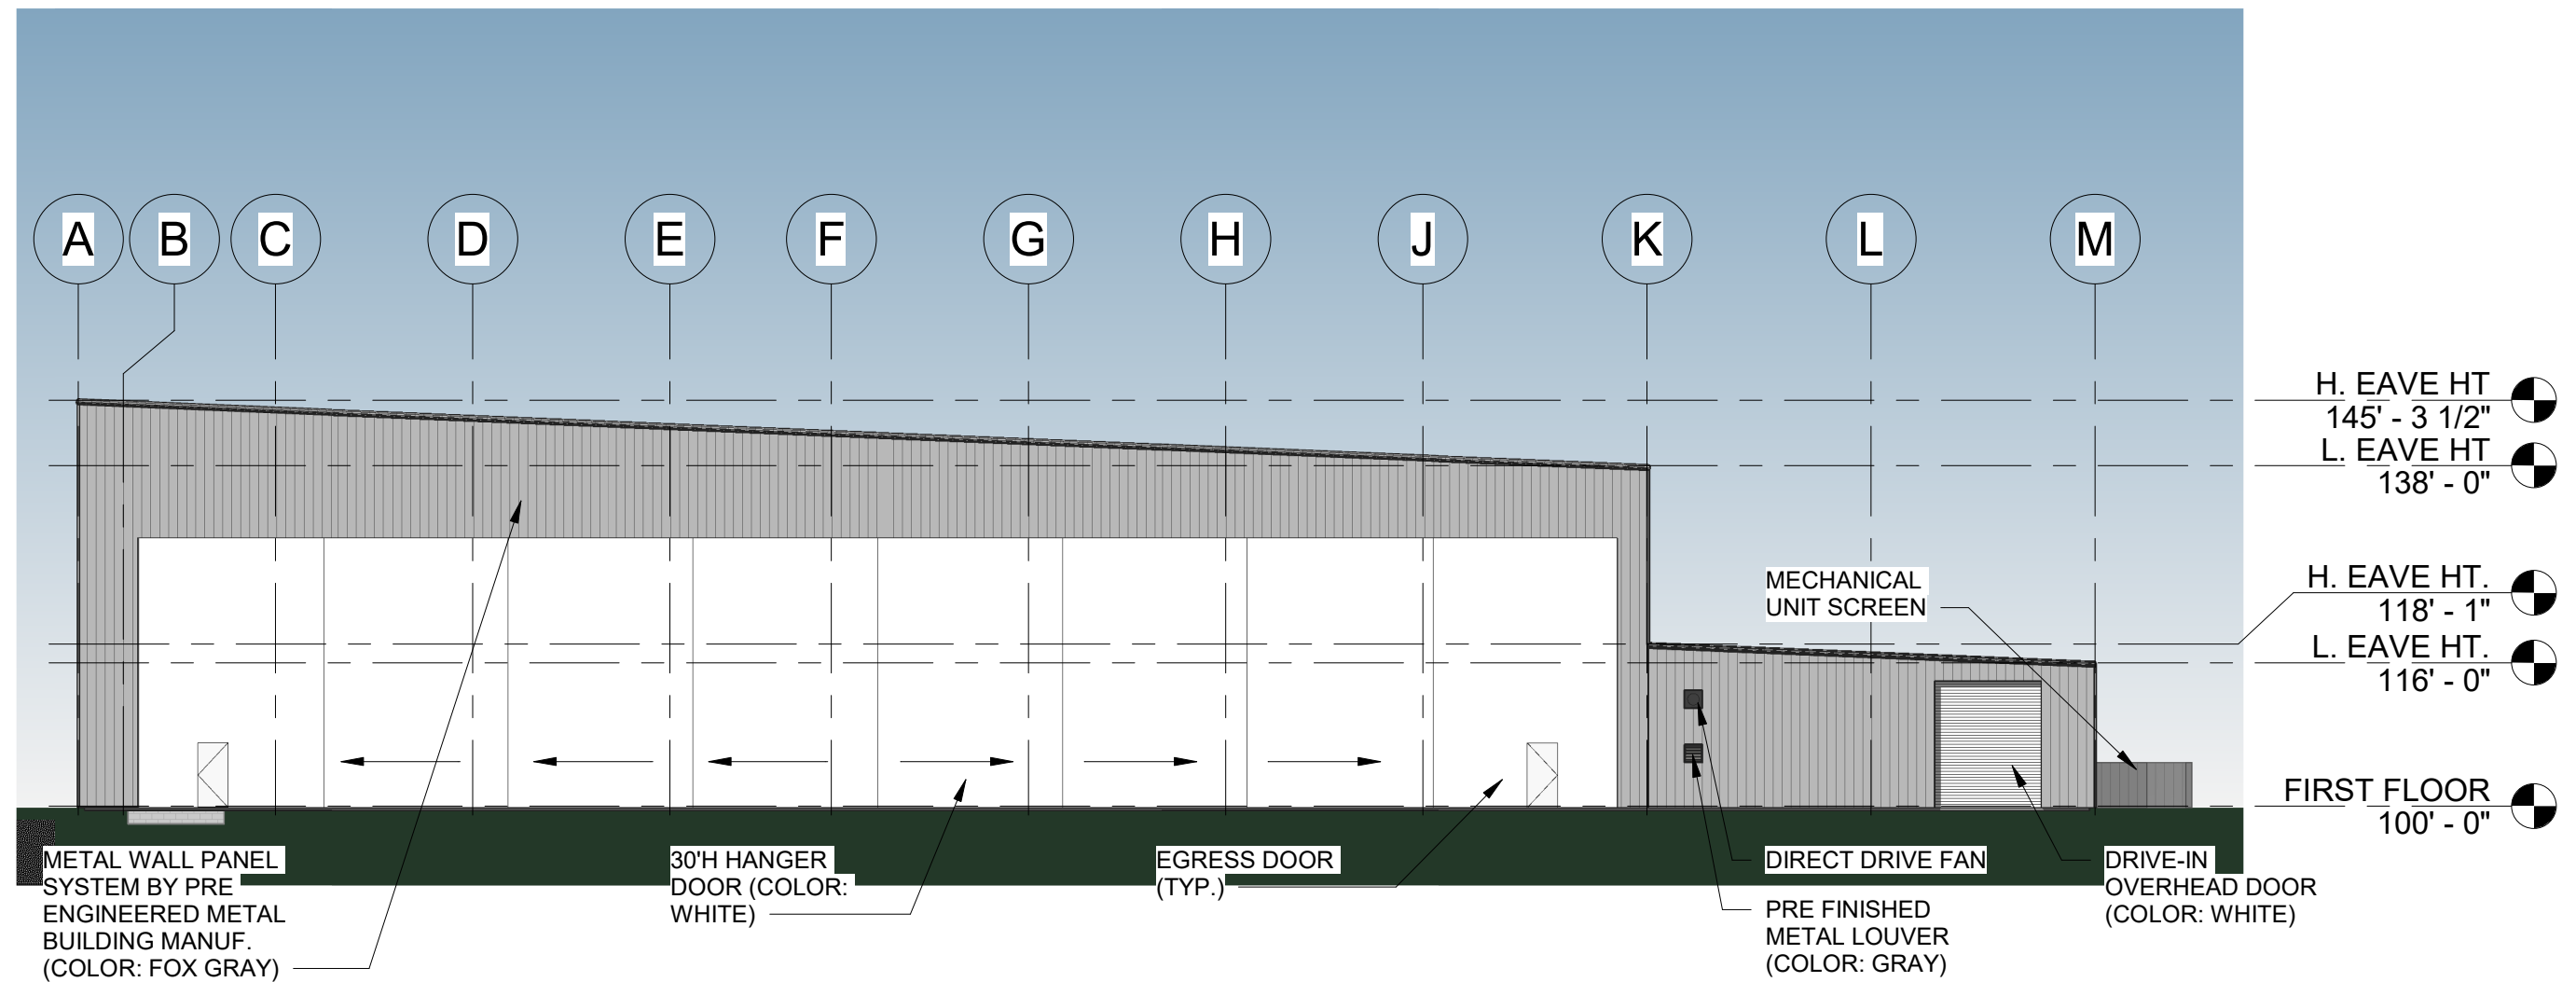 A B C D E F G H J K L M
H. EAVE HT
145' - 3 1/2"
L. EAVE HT
138' - 0"
H. EAVE HT.
118' - 1"
L. EAVE HT.
116' - 0"
FIRST FLOOR
100' - 0"
MECHANICAL
UNIT SCREEN
METAL WALL PANEL
SYSTEM BY PRE
ENGINEERED METAL
BUILDING MANUF.
(COLOR: FOX GRAY)
30'H HANGER
DOOR (COLOR:
WHITE)
EGRESS DOOR
(TYP.)
DIRECT DRIVE FAN
PRE FINISHED
METAL LOUVER
(COLOR: GRAY)
DRIVE-IN
OVERHEAD DOOR
(COLOR: WHITE)